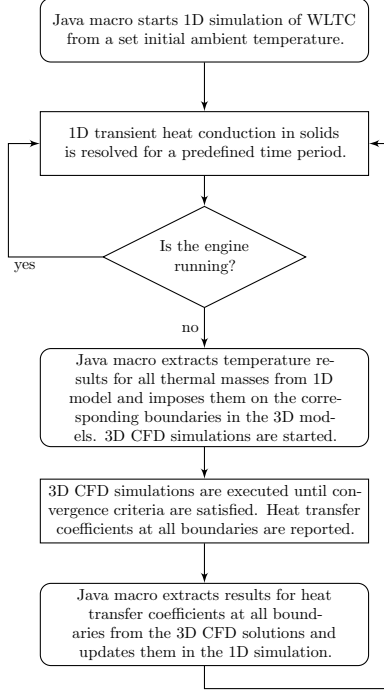 Java macro starts 1D simulation of WLTC
from a set initial ambient temperature.
1D transient heat conduction in solids
is resolved for a predefined time period.
Is the engine
running?
yes
no
Java macro extracts temperature re-
sults for all thermal masses from 1D
model and imposes them on the corre-
sponding boundaries in the 3D mod-
els. 3D CFD simulations are started.
3D CFD simulations are executed until con-
vergence criteria are satisfied. Heat transfer
coefficients at all boundaries are reported.
Java macro extracts results for heat
transfer coefficients at all bound-
aries from the 3D CFD solutions and
updates them in the 1D simulation.